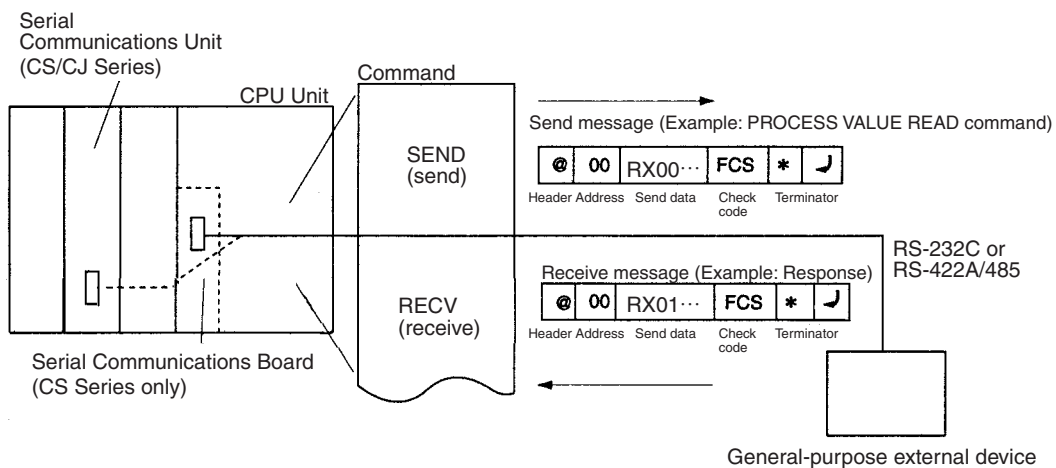 Serial
Communications Unit
(CS/CJ Series)
CPU Unit
Command
SEND
(send)
Send message (Example: PROCESS VALUE READ command)
@ 00 RX00··· FCS * ↲
Header Address Send data Check code Terminator
RS-232C or
RS-422A/485
RECV
(receive)
Receive message (Example: Response)
@ 00 RX01··· FCS * ↲
Header Address Send data Check code Terminator
Serial Communications Board
(CS Series only)
General-purpose external device